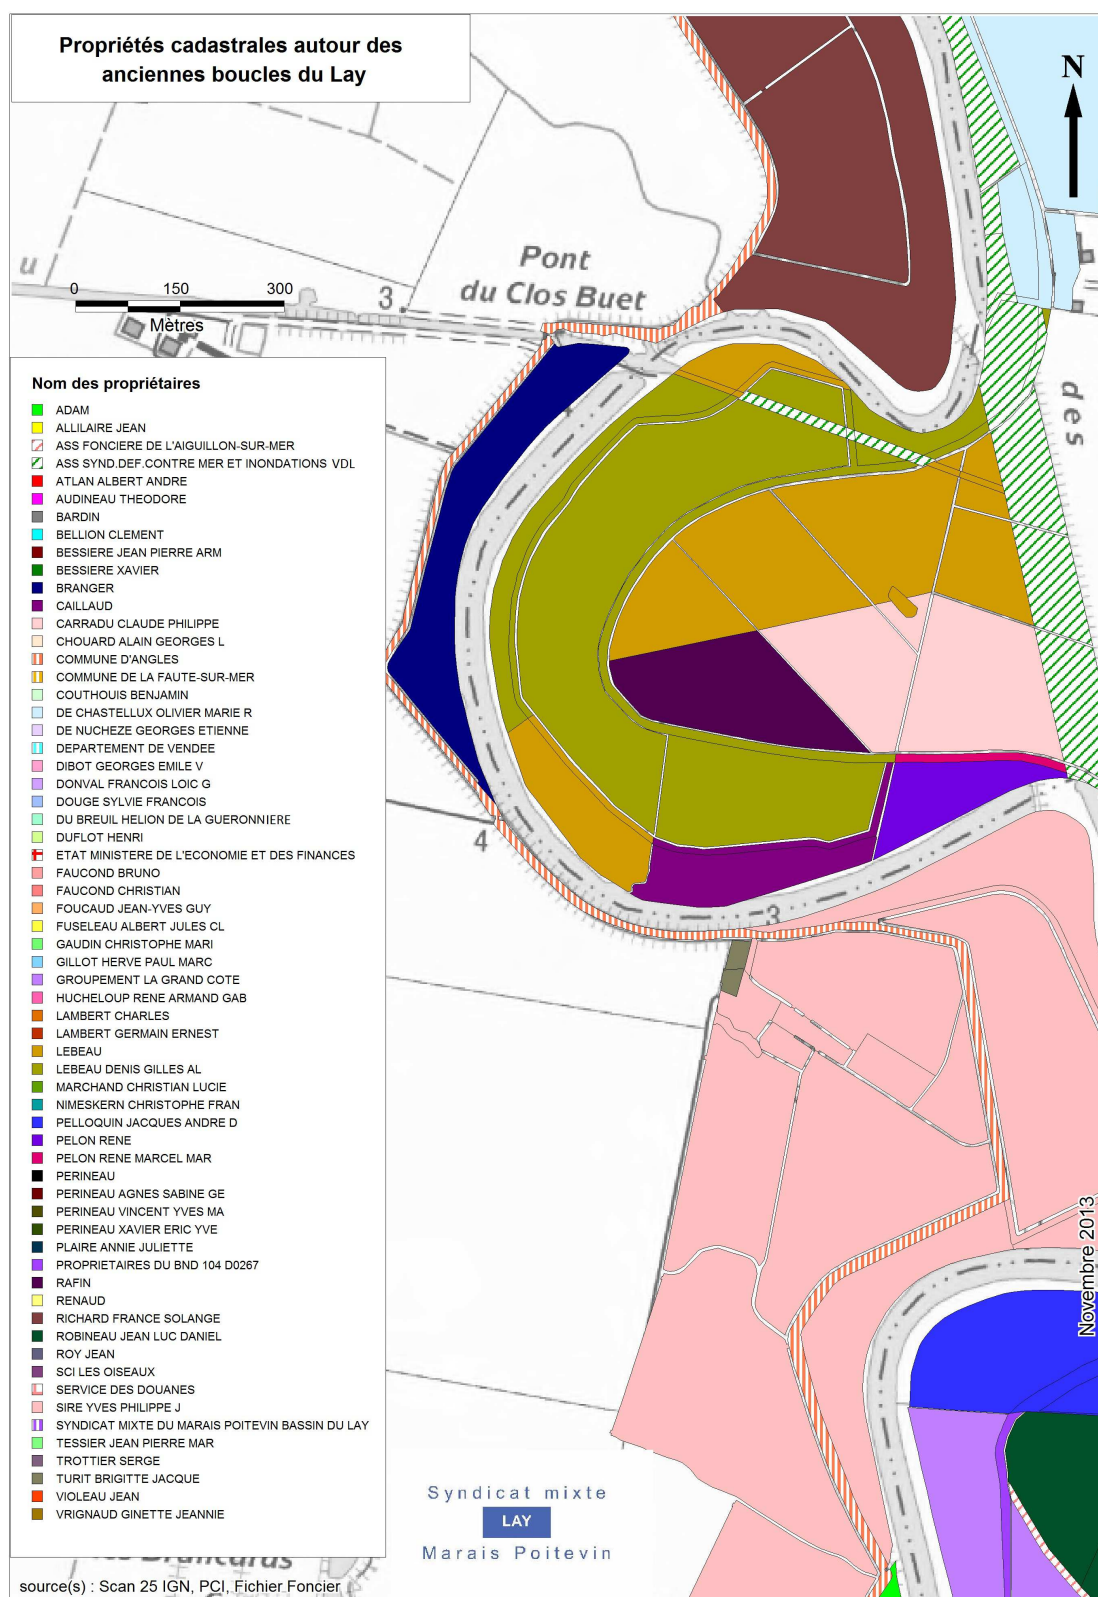 Propriétés cadastrales autour des
anciennes boucles du Lay
N
Pont
du Clos Buet
u
0 150 300
Mètres
3
des
Nom des propriétaires
ADAM
ALLILAIRE JEAN
ASS FONCIERE DE L'AIGUILLON-SUR-MER
ASS SYND.DEF.CONTRE MER ET INONDATIONS VDL
ATLAN ALBERT ANDRE
AUDINEAU THEODORE
BARDIN
BELLION CLEMENT
BESSIERE JEAN PIERRE ARM
BESSIERE XAVIER
BRANGER
CAILLAUD
CARRADU CLAUDE PHILIPPE
CHOUARD ALAIN GEORGES L
COMMUNE D'ANGLES
COMMUNE DE LA FAUTE-SUR-MER
COUTHOUIS BENJAMIN
DE CHASTELLUX OLIVIER MARIE R
DE NUCHEZE GEORGES ETIENNE
DEPARTEMENT DE VENDEE
DIBOT GEORGES EMILE V
DONVAL FRANCOIS LOIC G
DOUGE SYLVIE FRANCOIS
DU BREUIL HELION DE LA GUERONNIERE
DUFLOT HENRI
ETAT MINISTERE DE L'ECONOMIE ET DES FINANCES
FAUCOND BRUNO
FAUCOND CHRISTIAN
FOUCAUD JEAN-YVES GUY
FUSELEAU ALBERT JULES CL
GAUDIN CHRISTOPHE MARI
GILLOT HERVE PAUL MARC
GROUPEMENT LA GRAND COTE
HUCHELOUP RENE ARMAND GAB
LAMBERT CHARLES
LAMBERT GERMAIN ERNEST
LEBEAU
LEBEAU DENIS GILLES AL
MARCHAND CHRISTIAN LUCIE
NIMESKERN CHRISTOPHE FRAN
PELLOQUIN JACQUES ANDRE D
PELON RENE
PELON RENE MARCEL MAR
PERINEAU
PERINEAU AGNES SABINE GE
PERINEAU VINCENT YVES MA
PERINEAU XAVIER ERIC YVE
PLAIRE ANNIE JULIETTE
PROPRIETAIRES DU BND 104 D0267
RAFIN
RENAUD
RICHARD FRANCE SOLANGE
ROBINEAU JEAN LUC DANIEL
ROY JEAN
SCI LES OISEAUX
SERVICE DES DOUANES
SIRE YVES PHILIPPE J
SYNDICAT MIXTE DU MARAIS POITEVIN BASSIN DU LAY
TESSIER JEAN PIERRE MAR
TROTTIER SERGE
TURIT BRIGITTE JACQUE
VIOLEAU JEAN
VRIGNAUD GINETTE JEANNIE
4
3
Novembre 2013
Syndicat mixte
LAY
Marais Poitevin
source(s) : Scan 25 IGN, PCI, Fichier Foncier